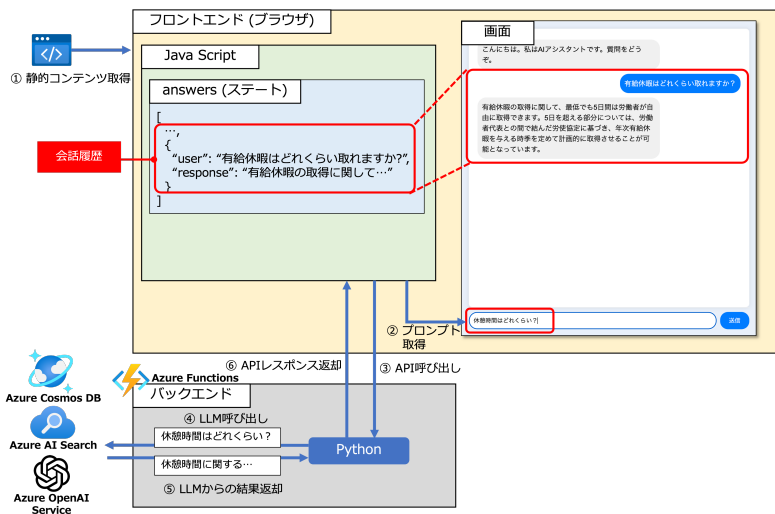 フロントエンド (ブラウザ)
① 静的コンテンツ取得
Java Script
answers (ステート)
[
…,
{
“user”: “有給休暇はどれくらい取れますか?”,
“response”: “有給休暇の取得に関して…”
}
]
会話履歴
画面
こんにちは。私はAIアシスタントです。質問をどう
ぞ。
有給休暇はどれくらい取れますか？
有給休暇の取得に関して、最低でも5日間は労働者が自
由に取得できます。5日を超える部分については、労働
者代表との間で結んだ労使協定に基づき、年次有給休
暇を与える時季を定めて計画的に取得させることが可
能となっています。
休憩時間はどれくらい？
送信
② プロンプト
取得
⑥ APIレスポンス返却
③ API呼び出し
Azure Functions
バックエンド
④ LLM呼び出し
休憩時間はどれくらい？
Python
休憩時間に関する…
⑤ LLMからの結果返却
Azure Cosmos DB
Azure AI Search
Azure OpenAI
Service